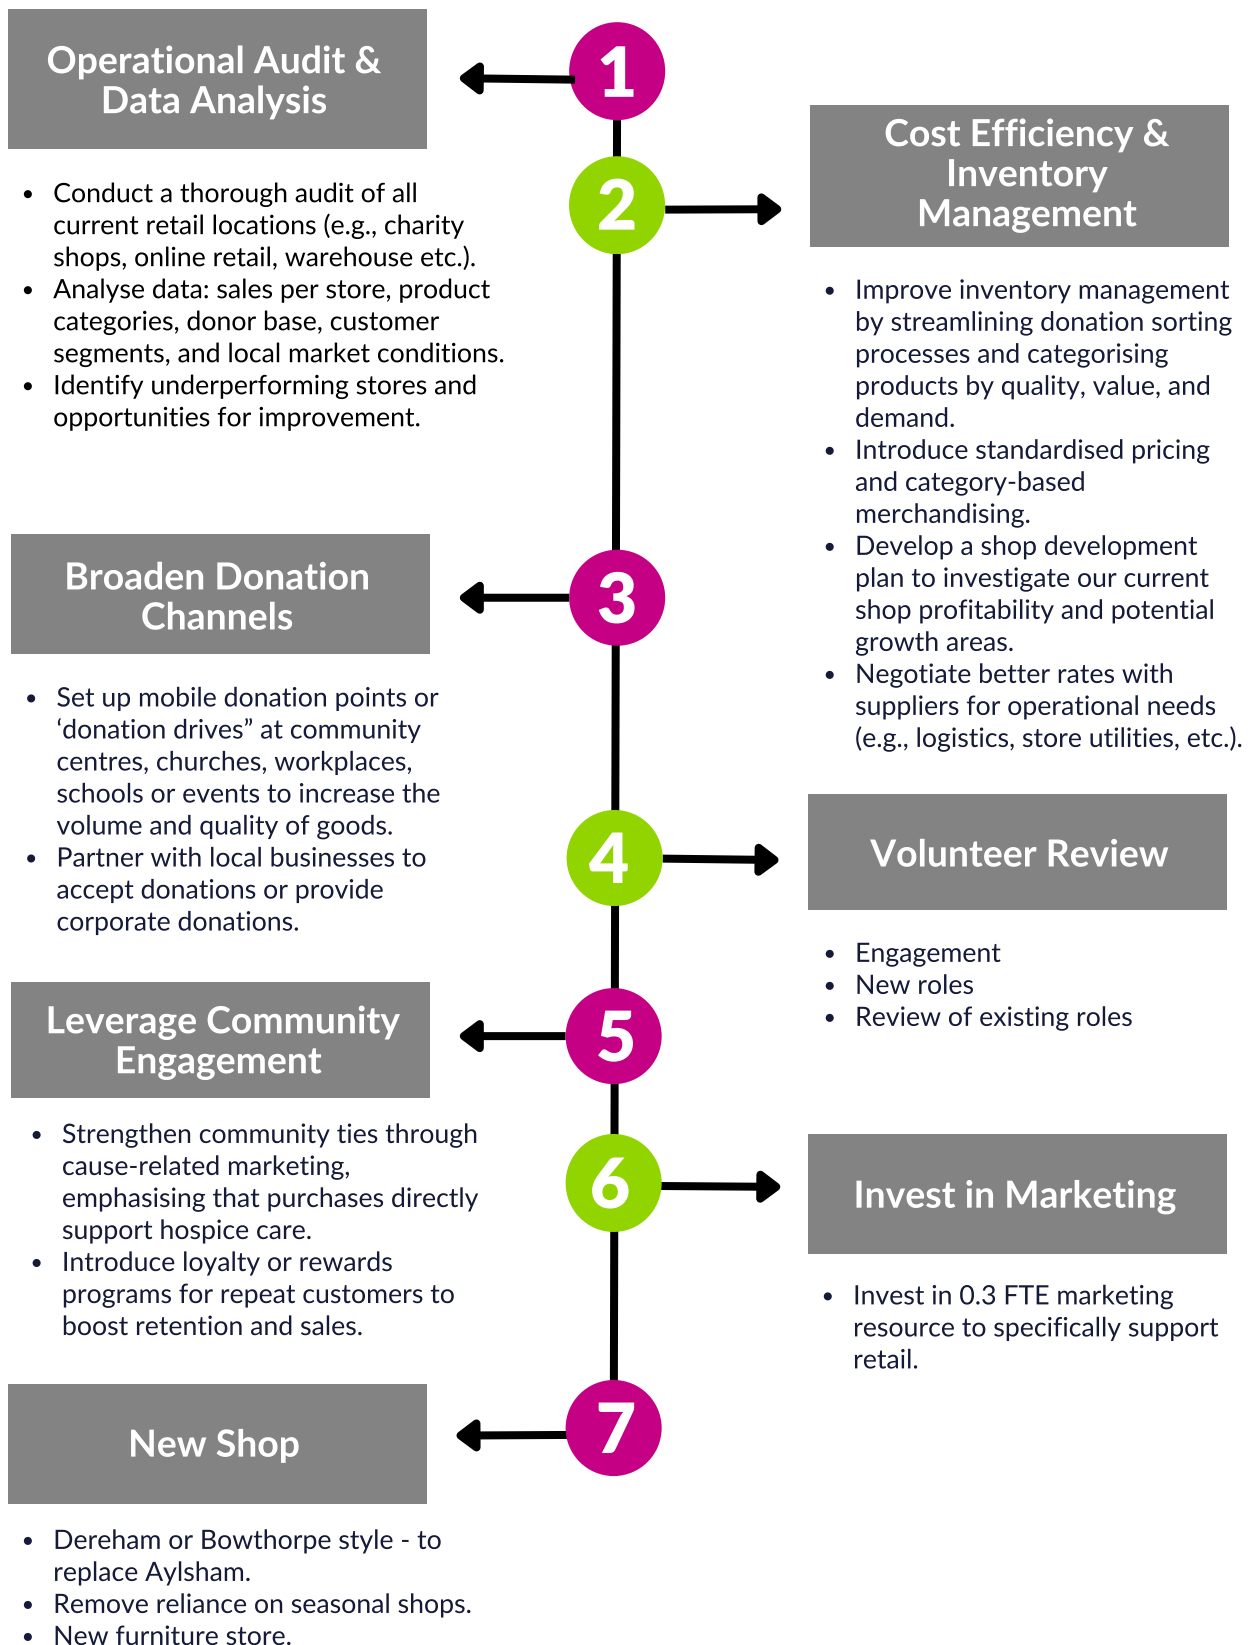 1
Operational Audit &
Data Analysis
• Conduct a thorough audit of all
current retail locations (e.g., charity
shops, online retail, warehouse etc.).
• Analyse data: sales per store, product
categories, donor base, customer
segments, and local market conditions.
• Identify underperforming stores and
opportunities for improvement.
2
Cost Efficiency &
Inventory
Management
• Improve inventory management
by streamlining donation sorting
processes and categorising
products by quality, value, and
demand.
• Introduce standardised pricing
and category-based
merchandising.
• Develop a shop development
plan to investigate our current
shop profitability and potential
growth areas.
• Negotiate better rates with
suppliers for operational needs
(e.g., logistics, store utilities, etc.).
3
Broaden Donation
Channels
• Set up mobile donation points or
‘donation drives” at community
centres, churches, workplaces,
schools or events to increase the
volume and quality of goods.
• Partner with local businesses to
accept donations or provide
corporate donations.
4
Volunteer Review
• Engagement
• New roles
• Review of existing roles
5
Leverage Community
Engagement
• Strengthen community ties through
cause-related marketing,
emphasising that purchases directly
support hospice care.
• Introduce loyalty or rewards
programs for repeat customers to
boost retention and sales.
6
Invest in Marketing
• Invest in 0.3 FTE marketing
resource to specifically support
retail.
7
New Shop
• Dereham or Bowthorpe style - to
replace Aylsham.
• Remove reliance on seasonal shops.
• New furniture store.